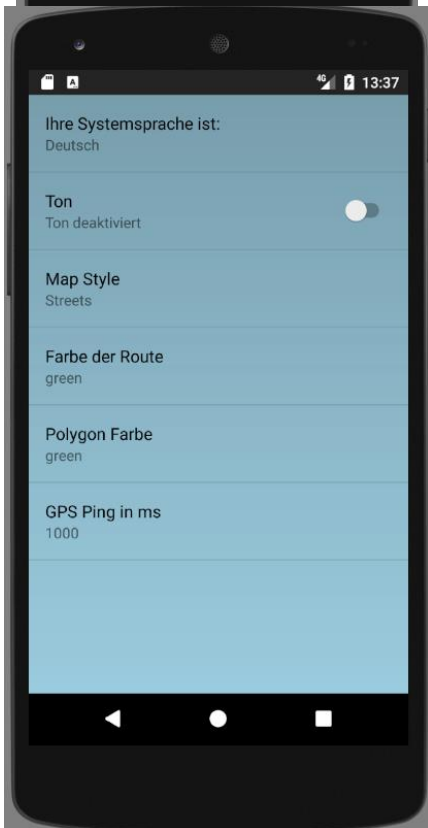 4G
13:37
Ihre Systemsprache ist:
Deutsch
Ton
Ton deaktiviert
Map Style
Streets
Farbe der Route
green
Polygon Farbe
green
GPS Ping in ms
1000